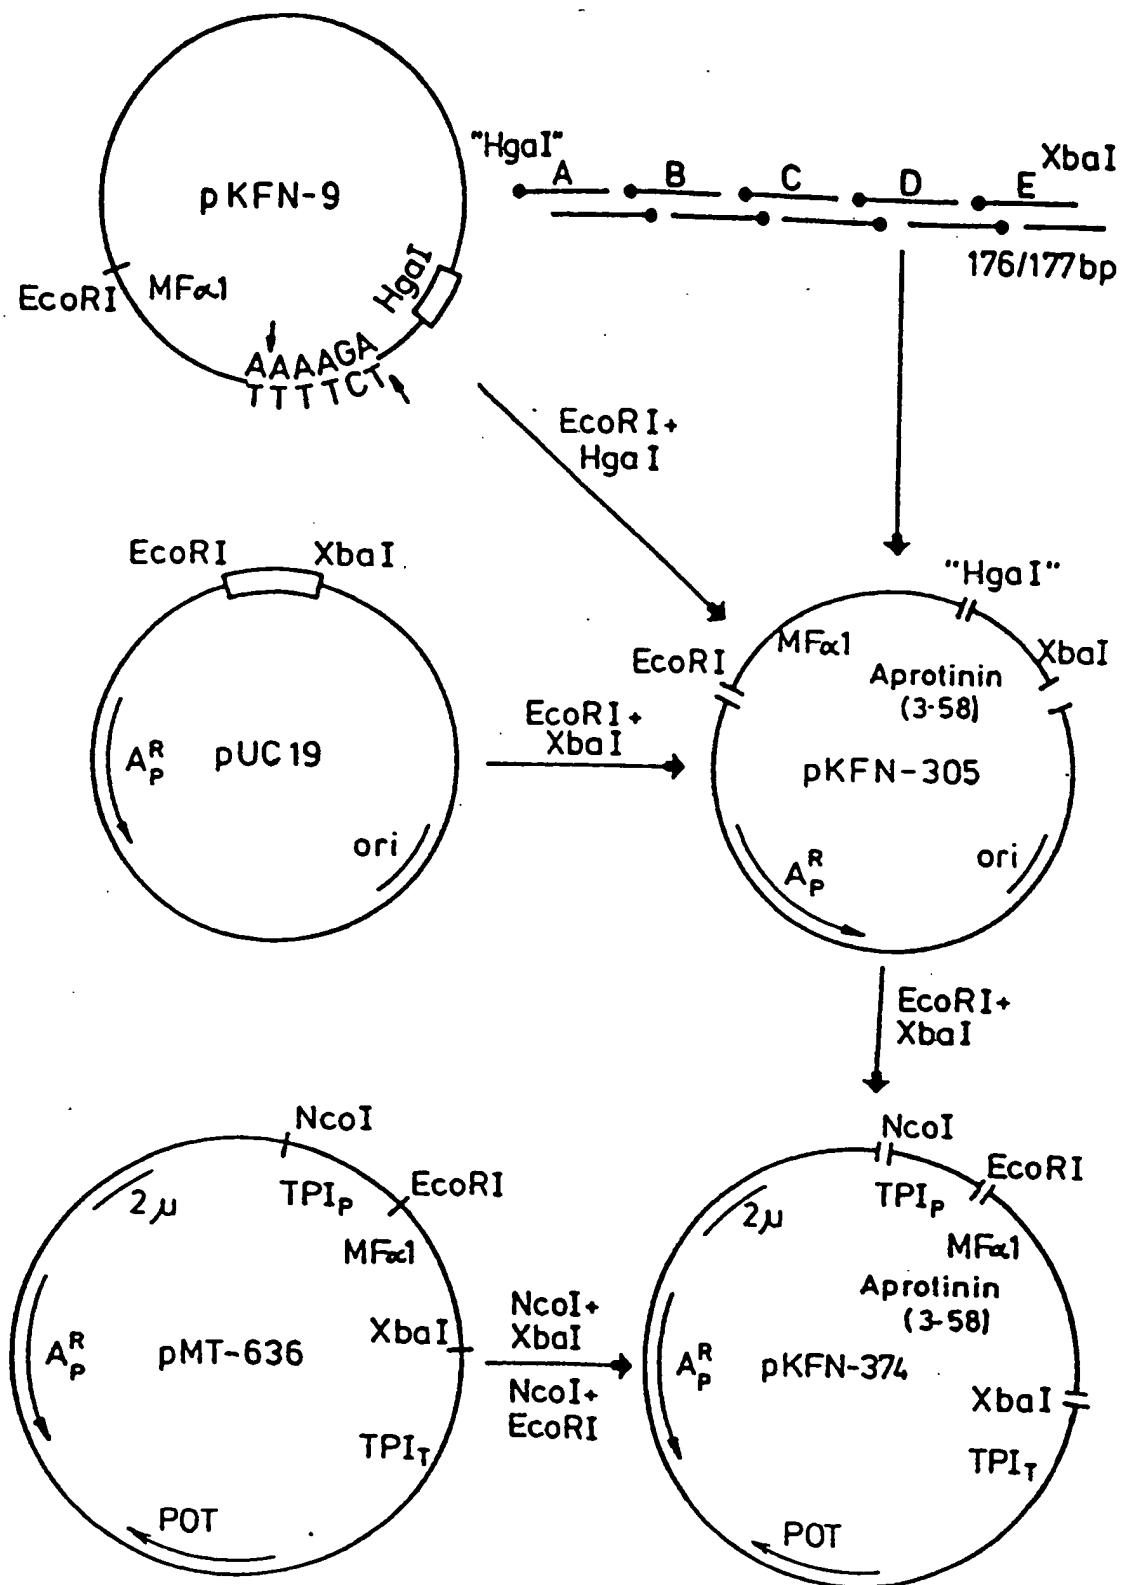 pKFN-9
EcoRI
MFα1
HgaI
AAAAGA
TTTTCT
"HgaI"
A
B
C
D
E
XbaI
176/177bp
EcoRI+
HgaI
EcoRI
XbaI
A R P
pUC19
ori
EcoRI+
XbaI
"HgaI"
MFα1
EcoRI
XbaI
Aprotinin
(3-58)
pKFN-305
A R P
ori
EcoRI+
XbaI
NcoI
2μ
TPI P
EcoRI
MFα1
XbaI
A R P
pMT-636
TPI T
POT
NcoI+
XbaI
NcoI+
EcoRI
NcoI
EcoRI
2μ
TPI P
MFα1
Aprotinin
(3-58)
A R P
pKFN-374
XbaI
TPI T
POT